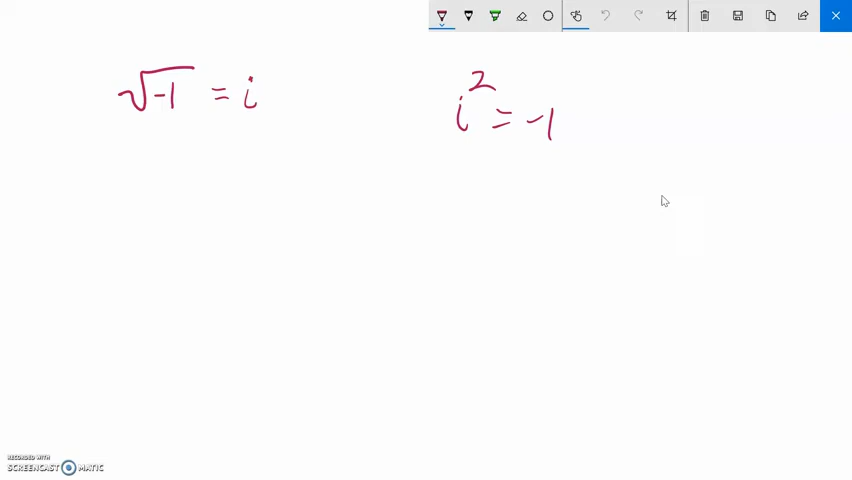 √-1 = i
i² = -1
RECORDED WITH
SCREENCAST MATIC